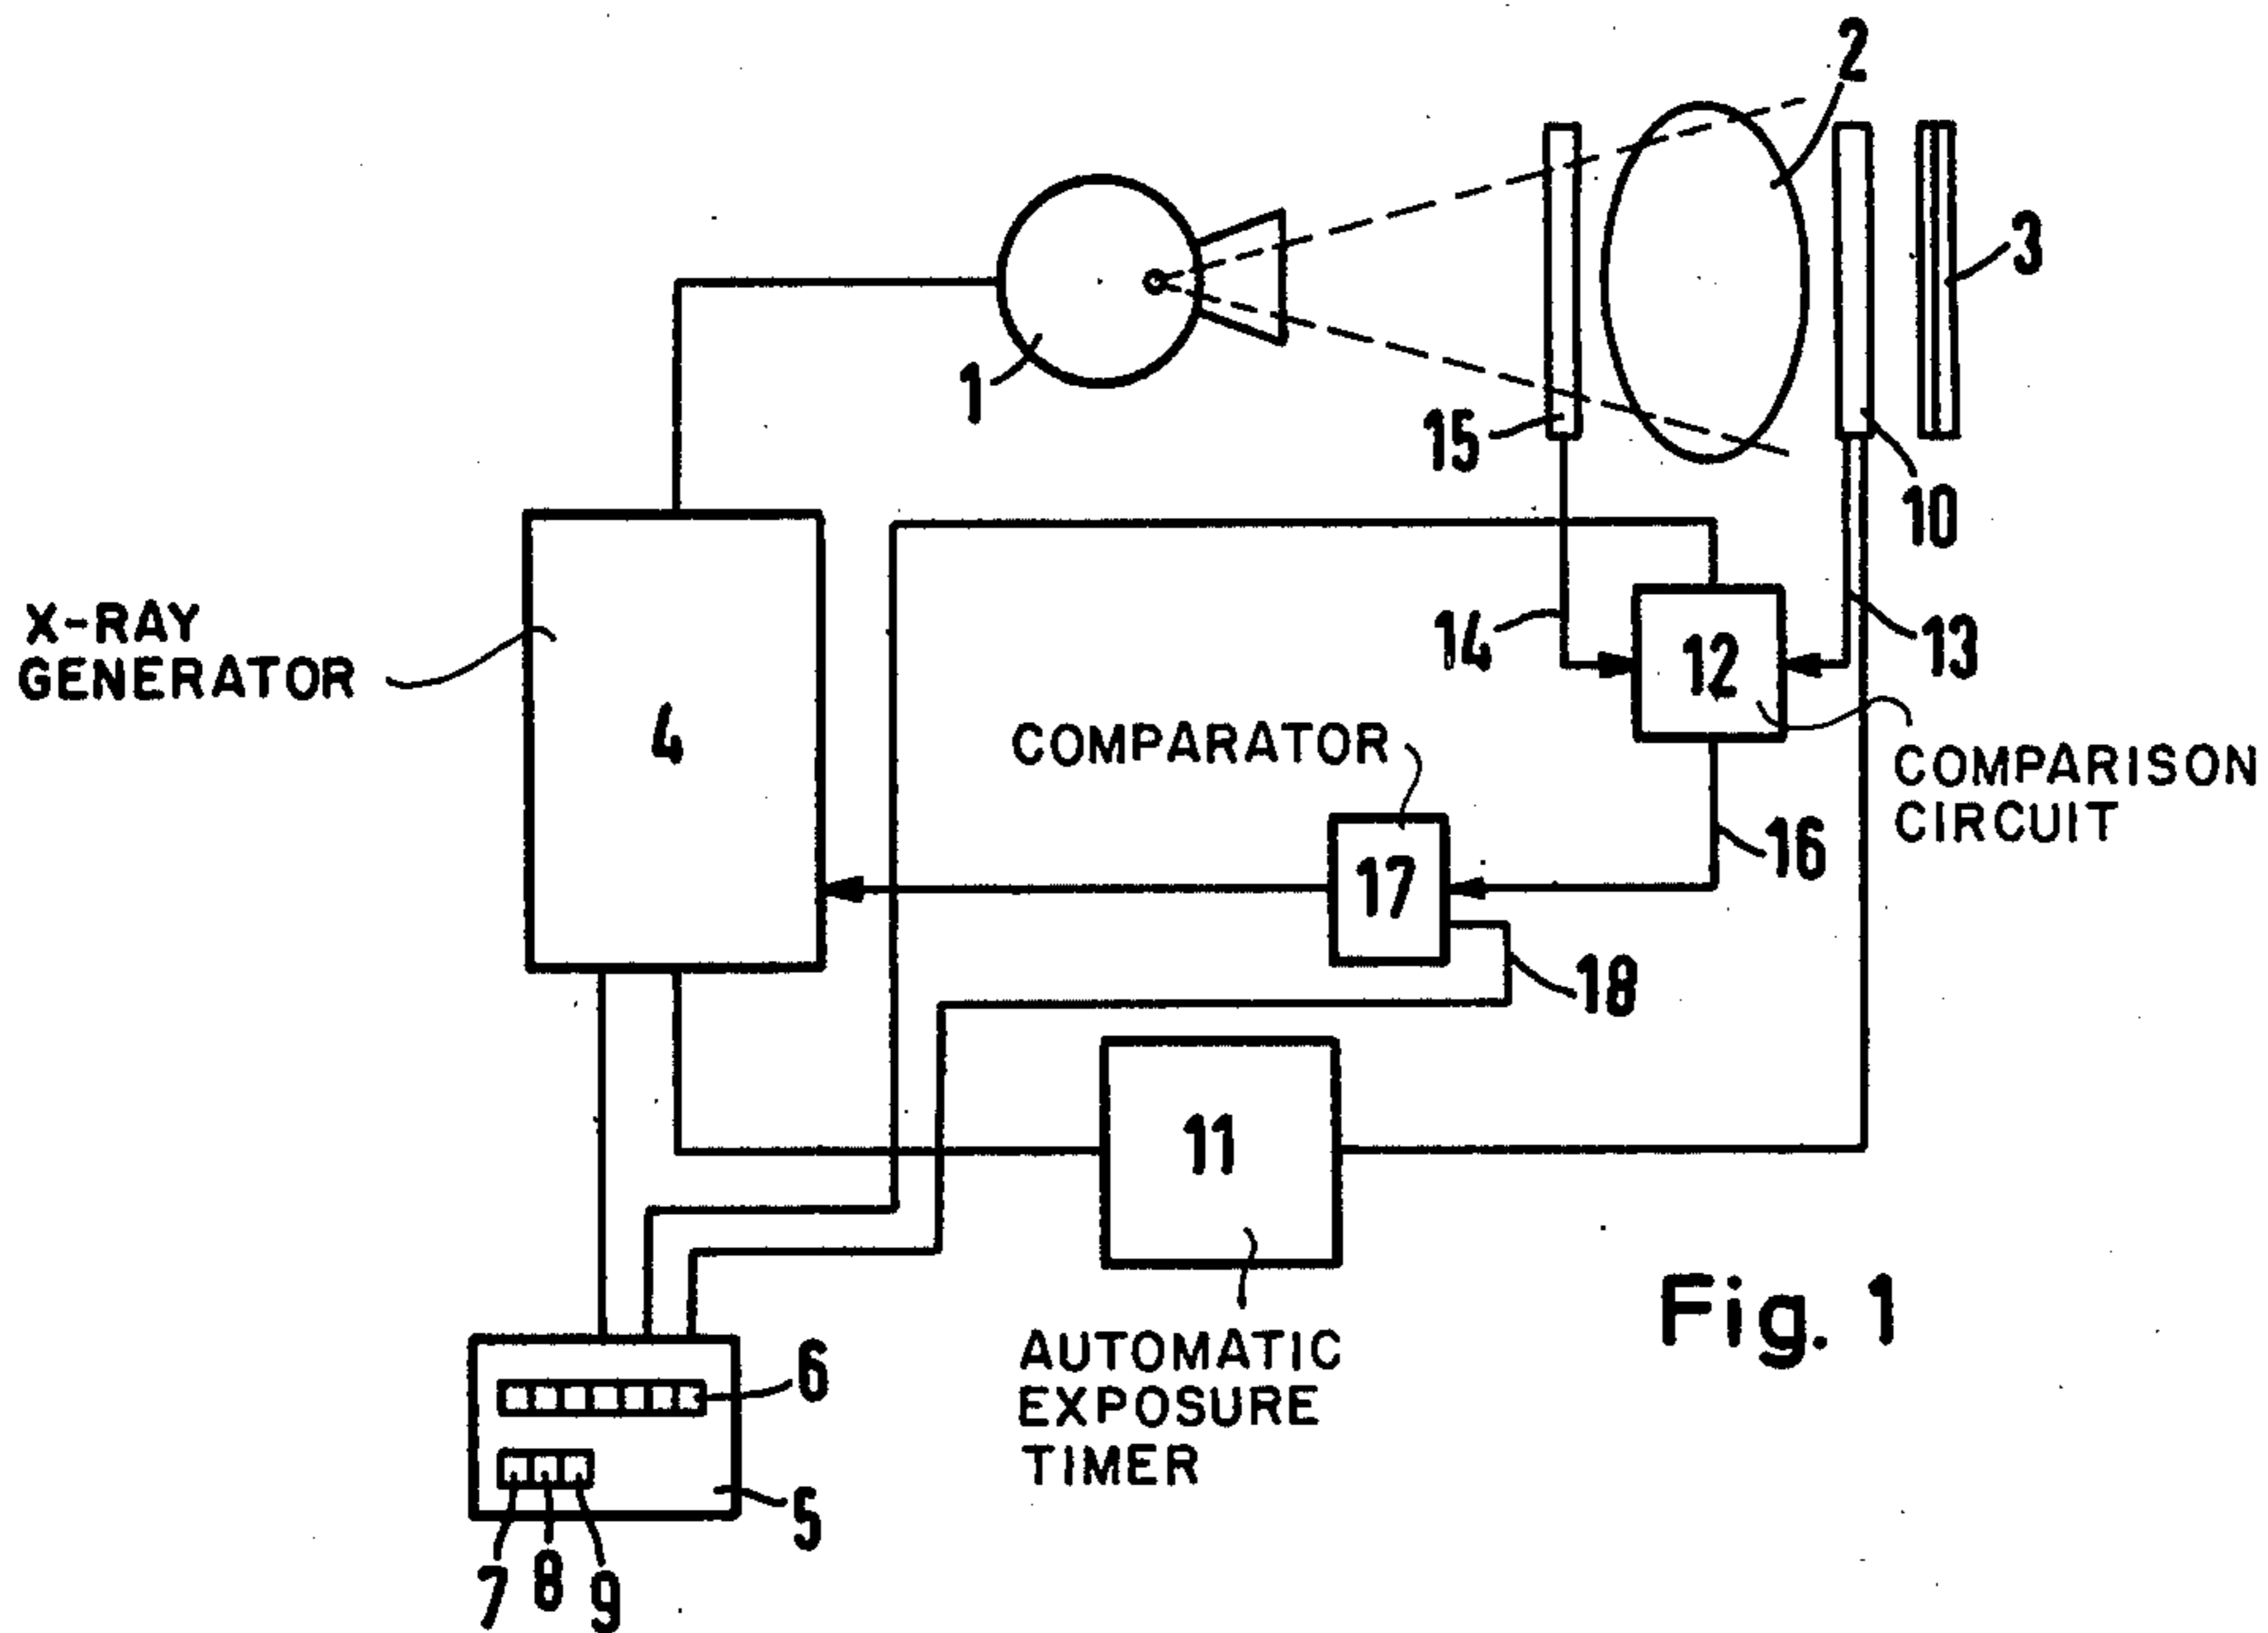 2
3
1
15
10
X-RAY
GENERATOR
4
14
12
13
COMPARATOR
COMPARISON
CIRCUIT
17
16
18
11
AUTOMATIC
EXPOSURE
TIMER
6
5
7 8 9
Fig. 1